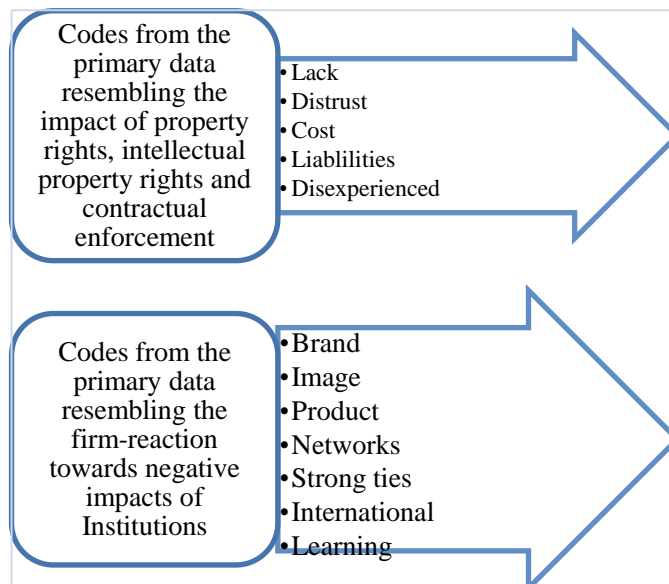 Codes from the
primary data
resembling the
impact of property
rights, intellectual
property rights and
contractual
enforcement
•Lack
•Distrust
•Cost
•Liablilities
•Disexperienced
Codes from the
primary data
resembling the
firm-reaction
towards negative
impacts of
Institutions
•Brand
•Image
•Product
•Networks
•Strong ties
•International
•Learning